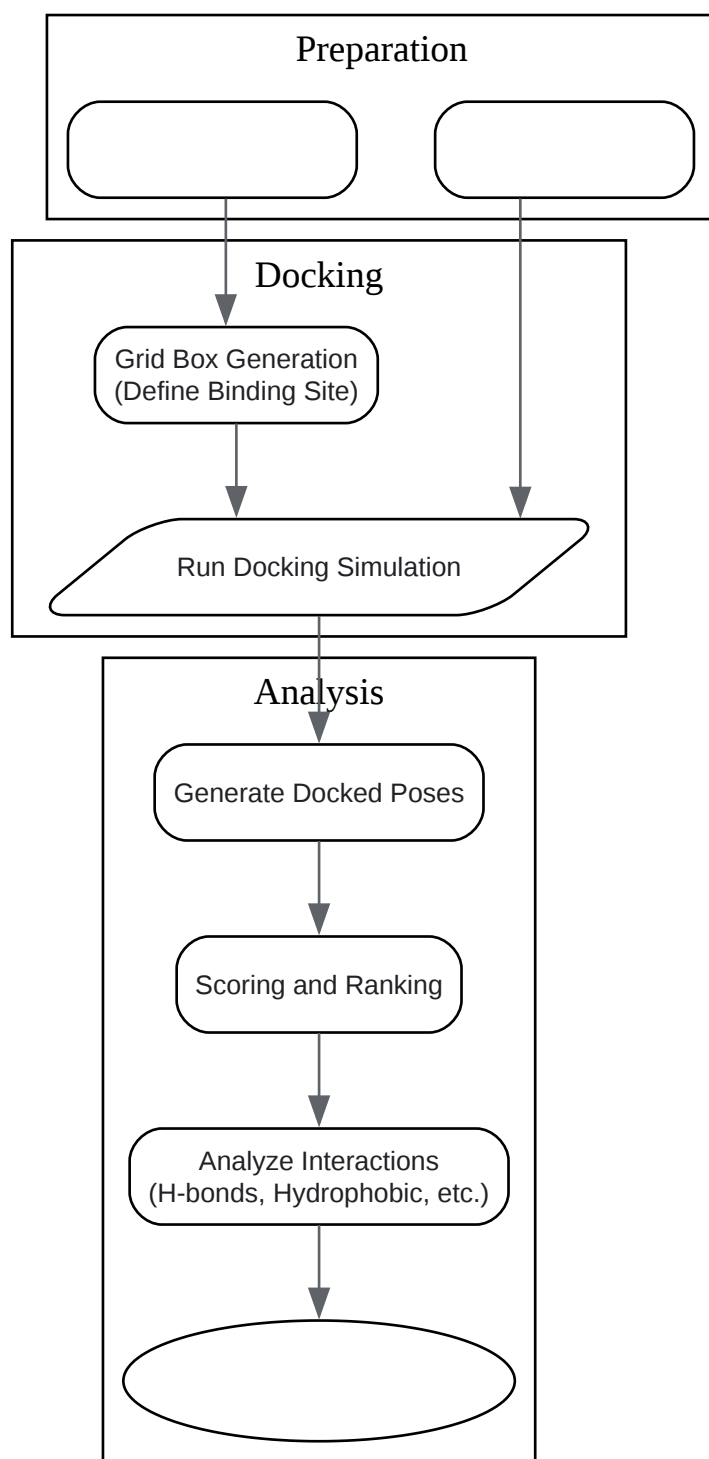 Preparation
Docking
Grid Box Generation
(Define Binding Site)
Run Docking Simulation
Analysis
Generate Docked Poses
Scoring and Ranking
Analyze Interactions
(H-bonds, Hydrophobic, etc.)